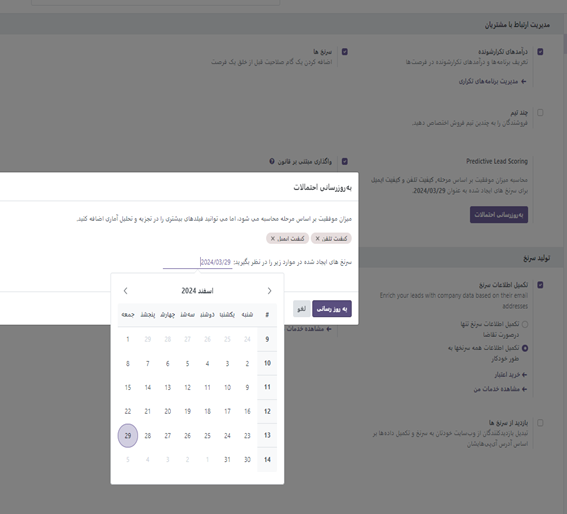 مدیریت ارتباط با مشتریان
درآمدهای تکرارشونده
تعریف برنامه‌ها و درآمدهای تکرارشونده در فرصت‌ها
مدیریت برنامه‌های تکراری
سرنخ ها
اضافه کردن یک گام صلاحیت قبل از خلق یک فرصت
چند تیم
فروشندگان را به چندین تیم فروش اختصاص دهید.
Predictive Lead Scoring
محاسبه میزان موفقیت بر اساس مرحله, کیفیت تلفن و کیفیت ایمیل
برای سرنخ های ایجاد شده به عنوان 2024/03/29.
به‌روزرسانی احتمالات
واگذاری مبتنی بر قانون
به‌روزرسانی احتمالات
میزان موفقیت بر اساس مرحله محاسبه می شود، اما می توانید فیلدهای بیشتری را در تجزیه و تحلیل آماری اضافه کنید.
کیفیت تلفن ×
کیفیت ایمیل ×
سرنخ های ایجاد شده در موارد زیر را در نظر بگیرید: 2024/03/29
به روز رسانی
لغو
اسفند 2024
# شنبه یکشنبه دوشنبه سه‌شنبه چهارشنبه پنجشنبه جمعه
9 24 25 26 27 28 29 1
10 2 3 4 5 6 7 8
11 9 10 11 12 13 14 15
12 16 17 18 19 20 21 22
13 23 24 25 26 27 28 29
14 30 31 1 2 3 4 5
تولید سرنخ
تکمیل اطلاعات سرنخ
Enrich your leads with company data based on their email
addresses
تکمیل اطلاعات سرنخ تنها
درصورت تقاضا
تکمیل اطلاعات همه سرنخها به
طور خودکار
خرید اعتبار
مشاهده خدمات من
مشاهده خدمات
بازدید از سرنخ ها
تبدیل بازدیدکنندگان از وب‌سایت خودتان به سرنخ و تکمیل داده‌ها بر
اساس آدرس آی‌پی‌هایشان